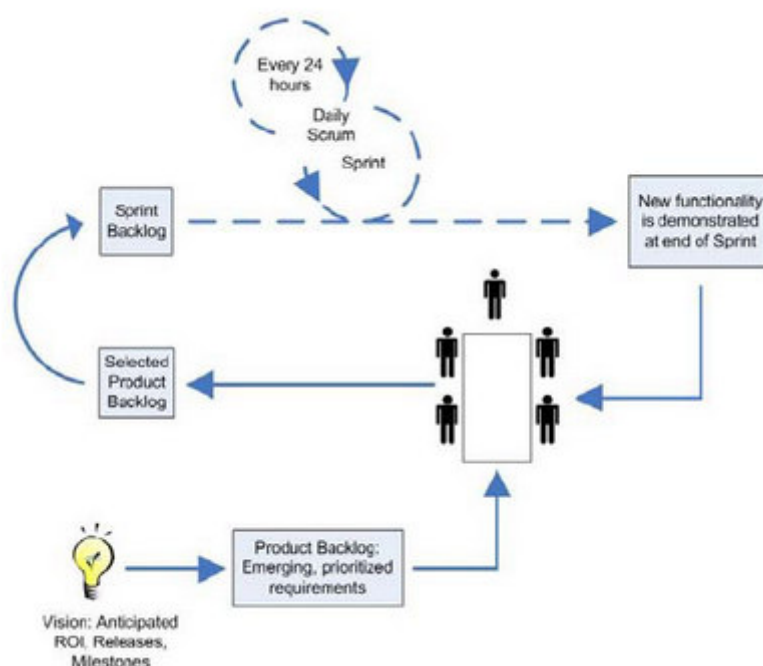 Every 24
hours
Daily
Scrum
Sprint
Sprint
Backlog
New functionality
is demonstrated
at end of Sprint
Selected
Product
Backlog
Product Backlog:
Emerging, prioritized
requirements
Vision: Anticipated
ROI, Releases,
Milestones